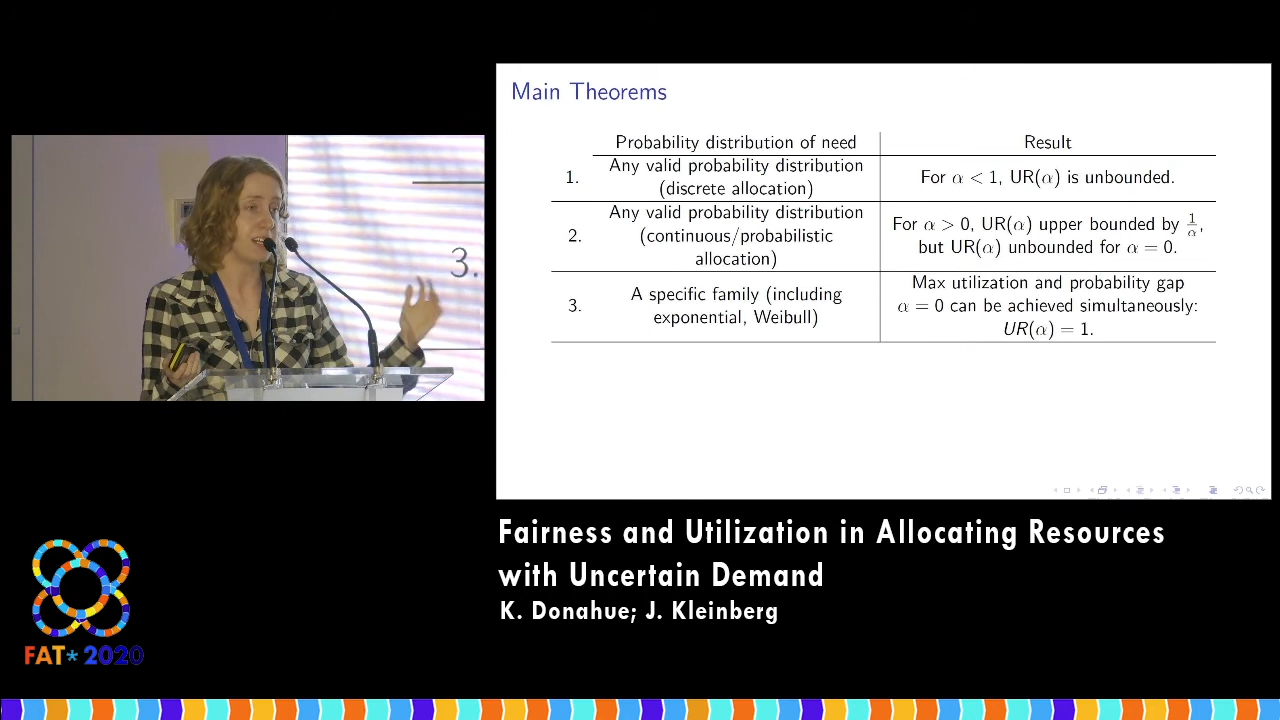 Main Theorems
Probability distribution of need Result
1. Any valid probability distribution (discrete allocation) For α < 1, UR(α) is unbounded.
2. Any valid probability distribution (continuous/probabilistic allocation) For α > 0, UR(α) upper bounded by 1/α, but UR(α) unbounded for α = 0.
3. A specific family (including exponential, Weibull) Max utilization and probability gap α = 0 can be achieved simultaneously: UR(α) = 1.
3.
Fairness and Utilization in Allocating Resources
with Uncertain Demand
K. Donahue; J. Kleinberg
FAT* 2020